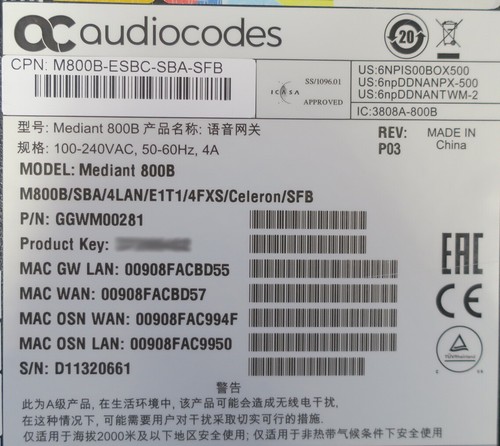 audiocodes
20
CPN: M800B-ESBC-SBA-SFB
ICASA
SS/1096.01
APPROVED
US:6NPIS00BOX500
US:6npDDNANPX-500
US:6npDDNANTWM-2
IC:3808A-800B
型号: Mediant 800B 产品名称: 语音网关
规格: 100-240VAC, 50-60Hz, 4A
REV:
P03
MADE IN
China
MODEL: Mediant 800B
M800B/SBA/4LAN/E1T1/4FXS/Celeron/SFB
P/N: GGWM00281
Product Key:
MAC GW LAN: 00908FACBD55
MAC WAN: 00908FACBD57
MAC OSN WAN: 00908FAC994F
MAC OSN LAN: 00908FAC9950
S/N: D11320661
EAC
CE
警告
此为A级产品, 在生活环境中, 该产品可能会造成无线电干扰,
在这种情况下, 可能需要用户对干扰采取切实可行的措施.
仅适用于海拔2000米及以下地区安全使用; 仅适用于非热带气候条件下安全使用